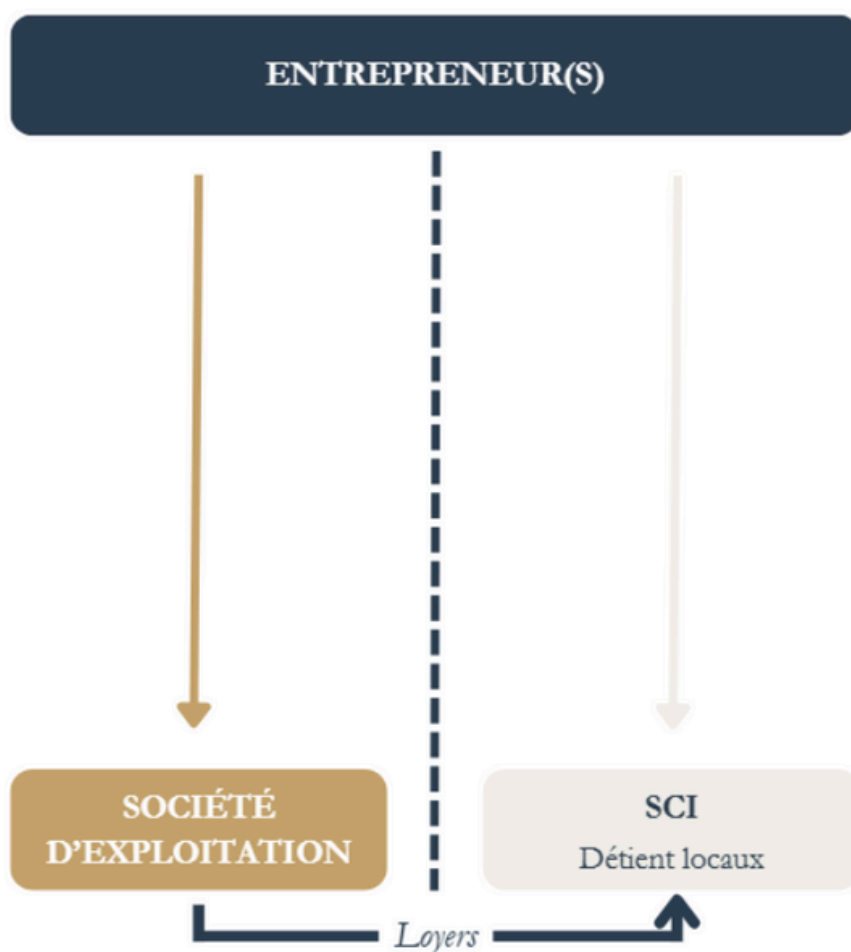 ENTREPRENEUR(S)
SOCIÉTÉ
D'EXPLOITATION
SCI
Détient locaux
Loyers